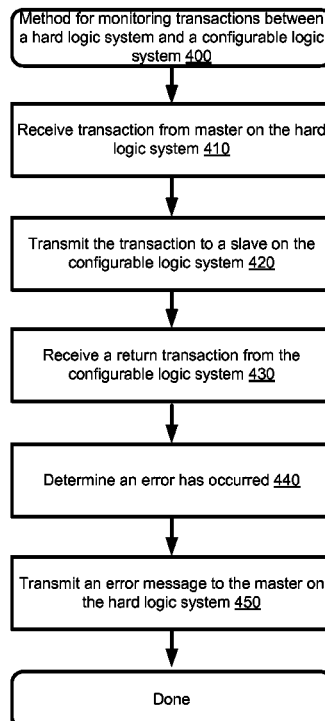 Method for monitoring transactions between
a hard logic system and a configurable logic
system 400
Receive transaction from master on the hard
logic system 410
Transmit the transaction to a slave on the
configurable logic system 420
Receive a return transaction from the
configurable logic system 430
Determine an error has occurred 440
Transmit an error message to the master on
the hard logic system 450
Done